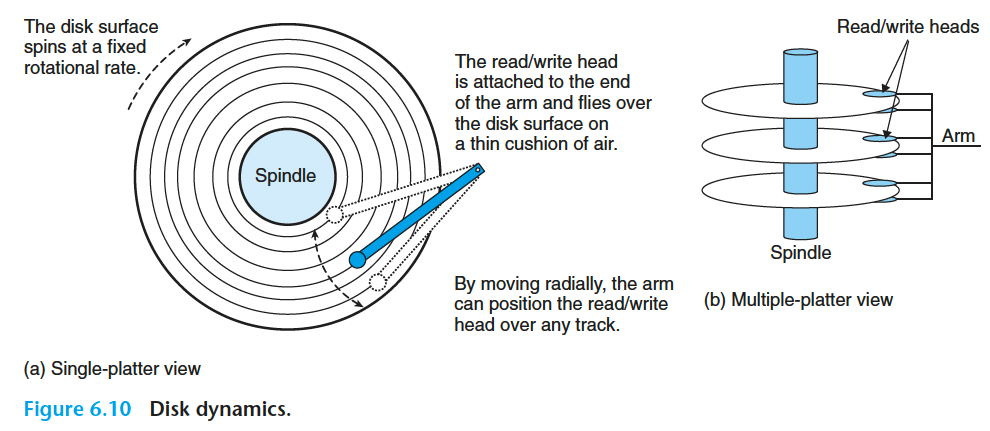 The disk surface
spins at a fixed
rotational rate.
Spindle
The read/write head
is attached to the end
of the arm and flies over
the disk surface on
a thin cushion of air.
By moving radially, the arm
can position the read/write
head over any track.
(a) Single-platter view
Read/write heads
Arm
Spindle
(b) Multiple-platter view
Figure 6.10 Disk dynamics.